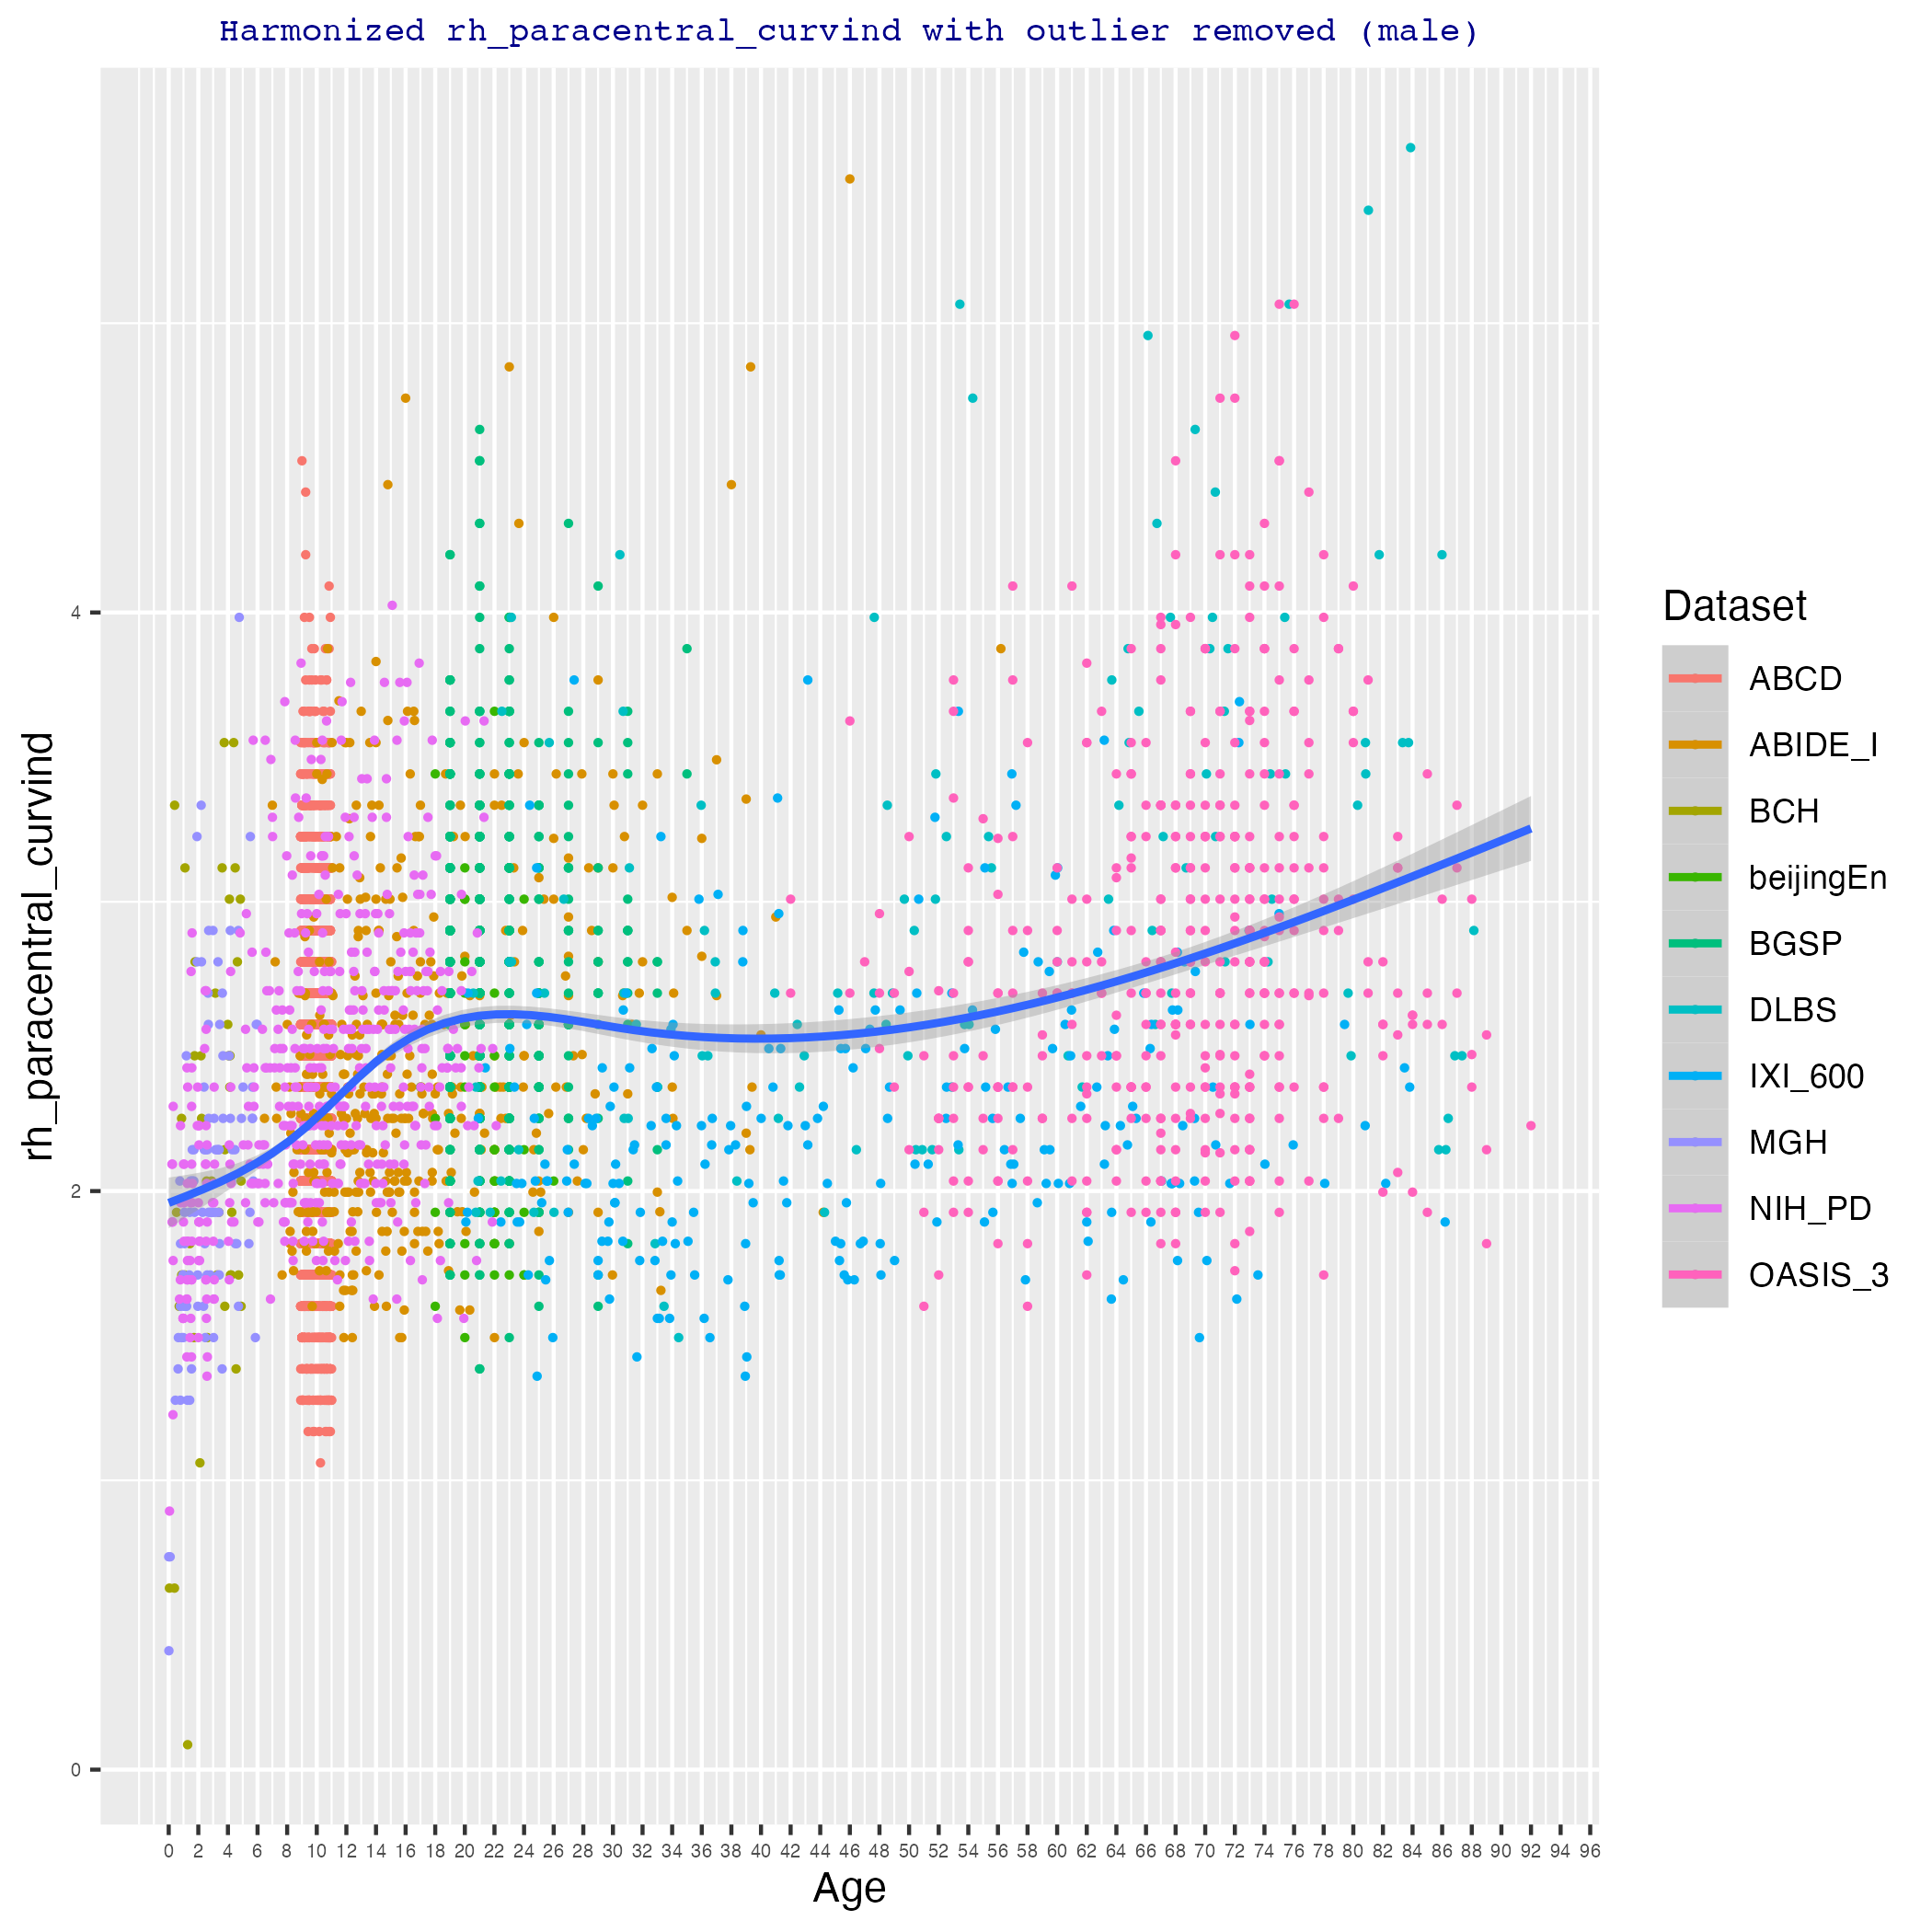 Harmonized rh_paracentral_curvind with outlier removed (male)
rh_paracentral_curvind
4
2
0
0 2 4 6 8 10 12 14 16 18 20 22 24 26 28 30 32 34 36 38 40 42 44 46 48 50 52 54 56 58 60 62 64 66 68 70 72 74 76 78 80 82 84 86 88 90 92 94 96
Age
Dataset
ABCD
ABIDE_I
BCH
beijingEn
BGSP
DLBS
IXI_600
MGH
NIH_PD
OASIS_3